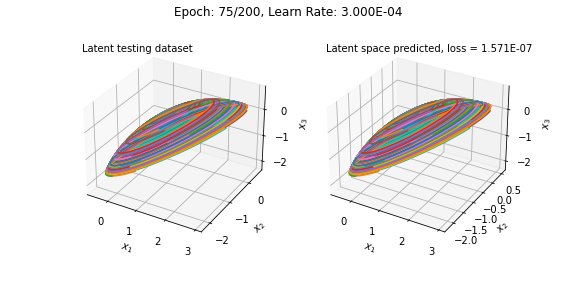 Epoch: 75/200, Learn Rate: 3.000E-04
Latent testing dataset
0
−1
−2
x₃
0
1
2
3
x₁
−2
−1
0
x₂
Latent space predicted, loss = 1.571E-07
0
−1
−2
x₃
0
1
2
3
x₁
−2.0
−1.5
−1.0
−0.5
0.0
0.5
x₂